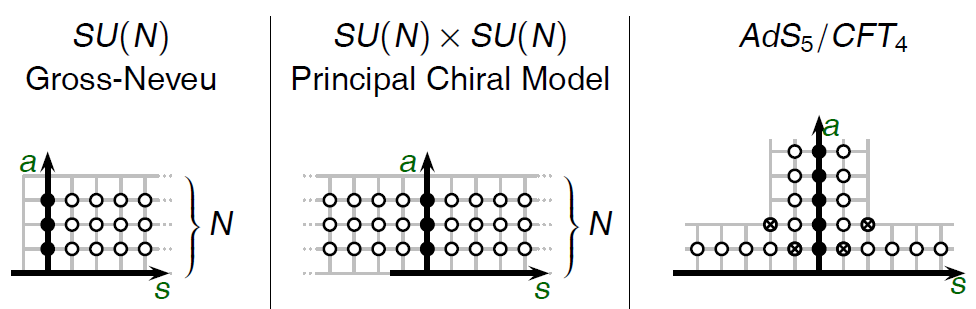 SU(N)
Gross-Neveu
a
N
s
SU(N) × SU(N)
Principal Chiral Model
a
N
s
AdS₅/CFT₄
a
s